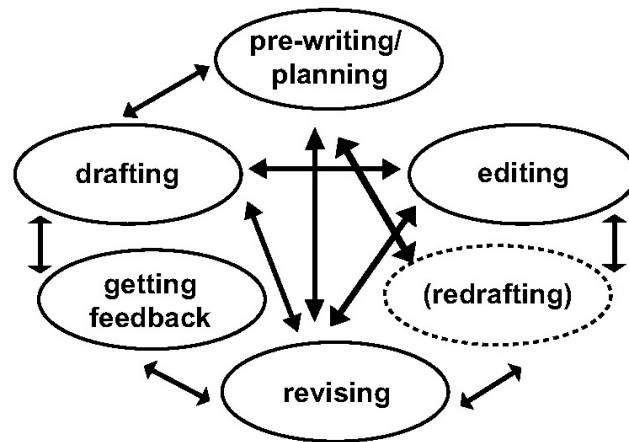 pre-writing/
planning
drafting
editing
getting
feedback
(redrafting)
revising